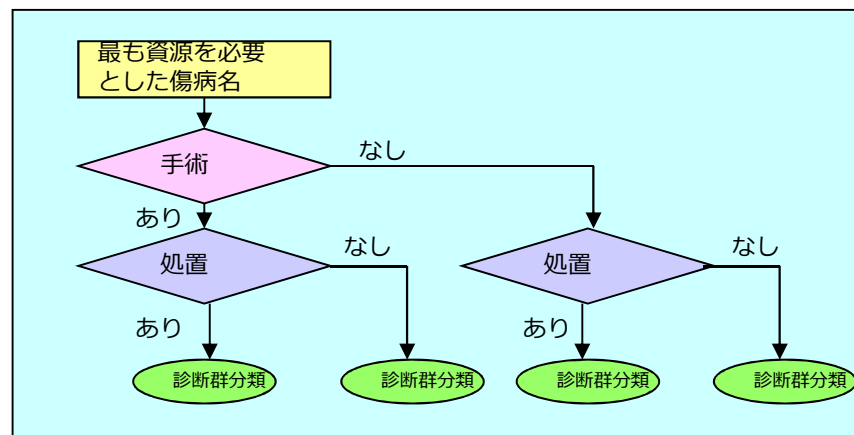 最も資源を必要
とした傷病名
手術
なし
あり
処置
なし
処置
なし
あり
あり
診断群分類
診断群分類
診断群分類
診断群分類